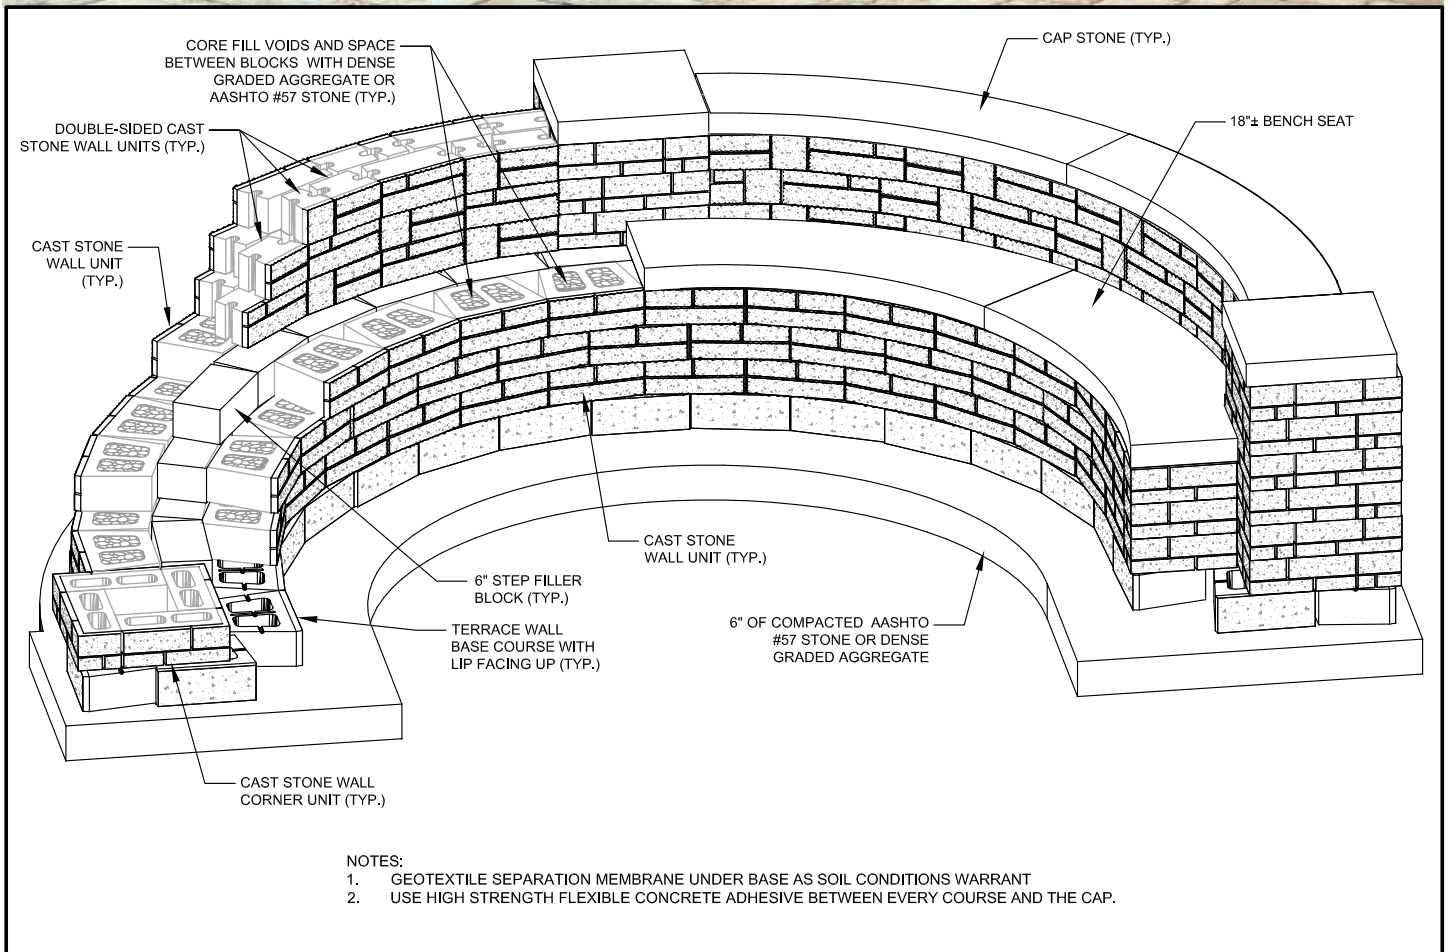 CORE FILL VOIDS AND SPACE
BETWEEN BLOCKS WITH DENSE
GRADED AGGREGATE OR
AASHTO #57 STONE (TYP.)
CAP STONE (TYP.)
18"± BENCH SEAT
DOUBLE-SIDED CAST
STONE WALL UNITS (TYP.)
CAST STONE
WALL UNIT
(TYP.)
CAST STONE
WALL UNIT (TYP.)
6" STEP FILLER
BLOCK (TYP.)
6" OF COMPACTED AASHTO
#57 STONE OR DENSE
GRADED AGGREGATE
TERRACE WALL
BASE COURSE WITH
LIP FACING UP (TYP.)
CAST STONE WALL
CORNER UNIT (TYP.)
NOTES:
1. GEOTEXTILE SEPARATION MEMBRANE UNDER BASE AS SOIL CONDITIONS WARRANT
2. USE HIGH STRENGTH FLEXIBLE CONCRETE ADHESIVE BETWEEN EVERY COURSE AND THE CAP.